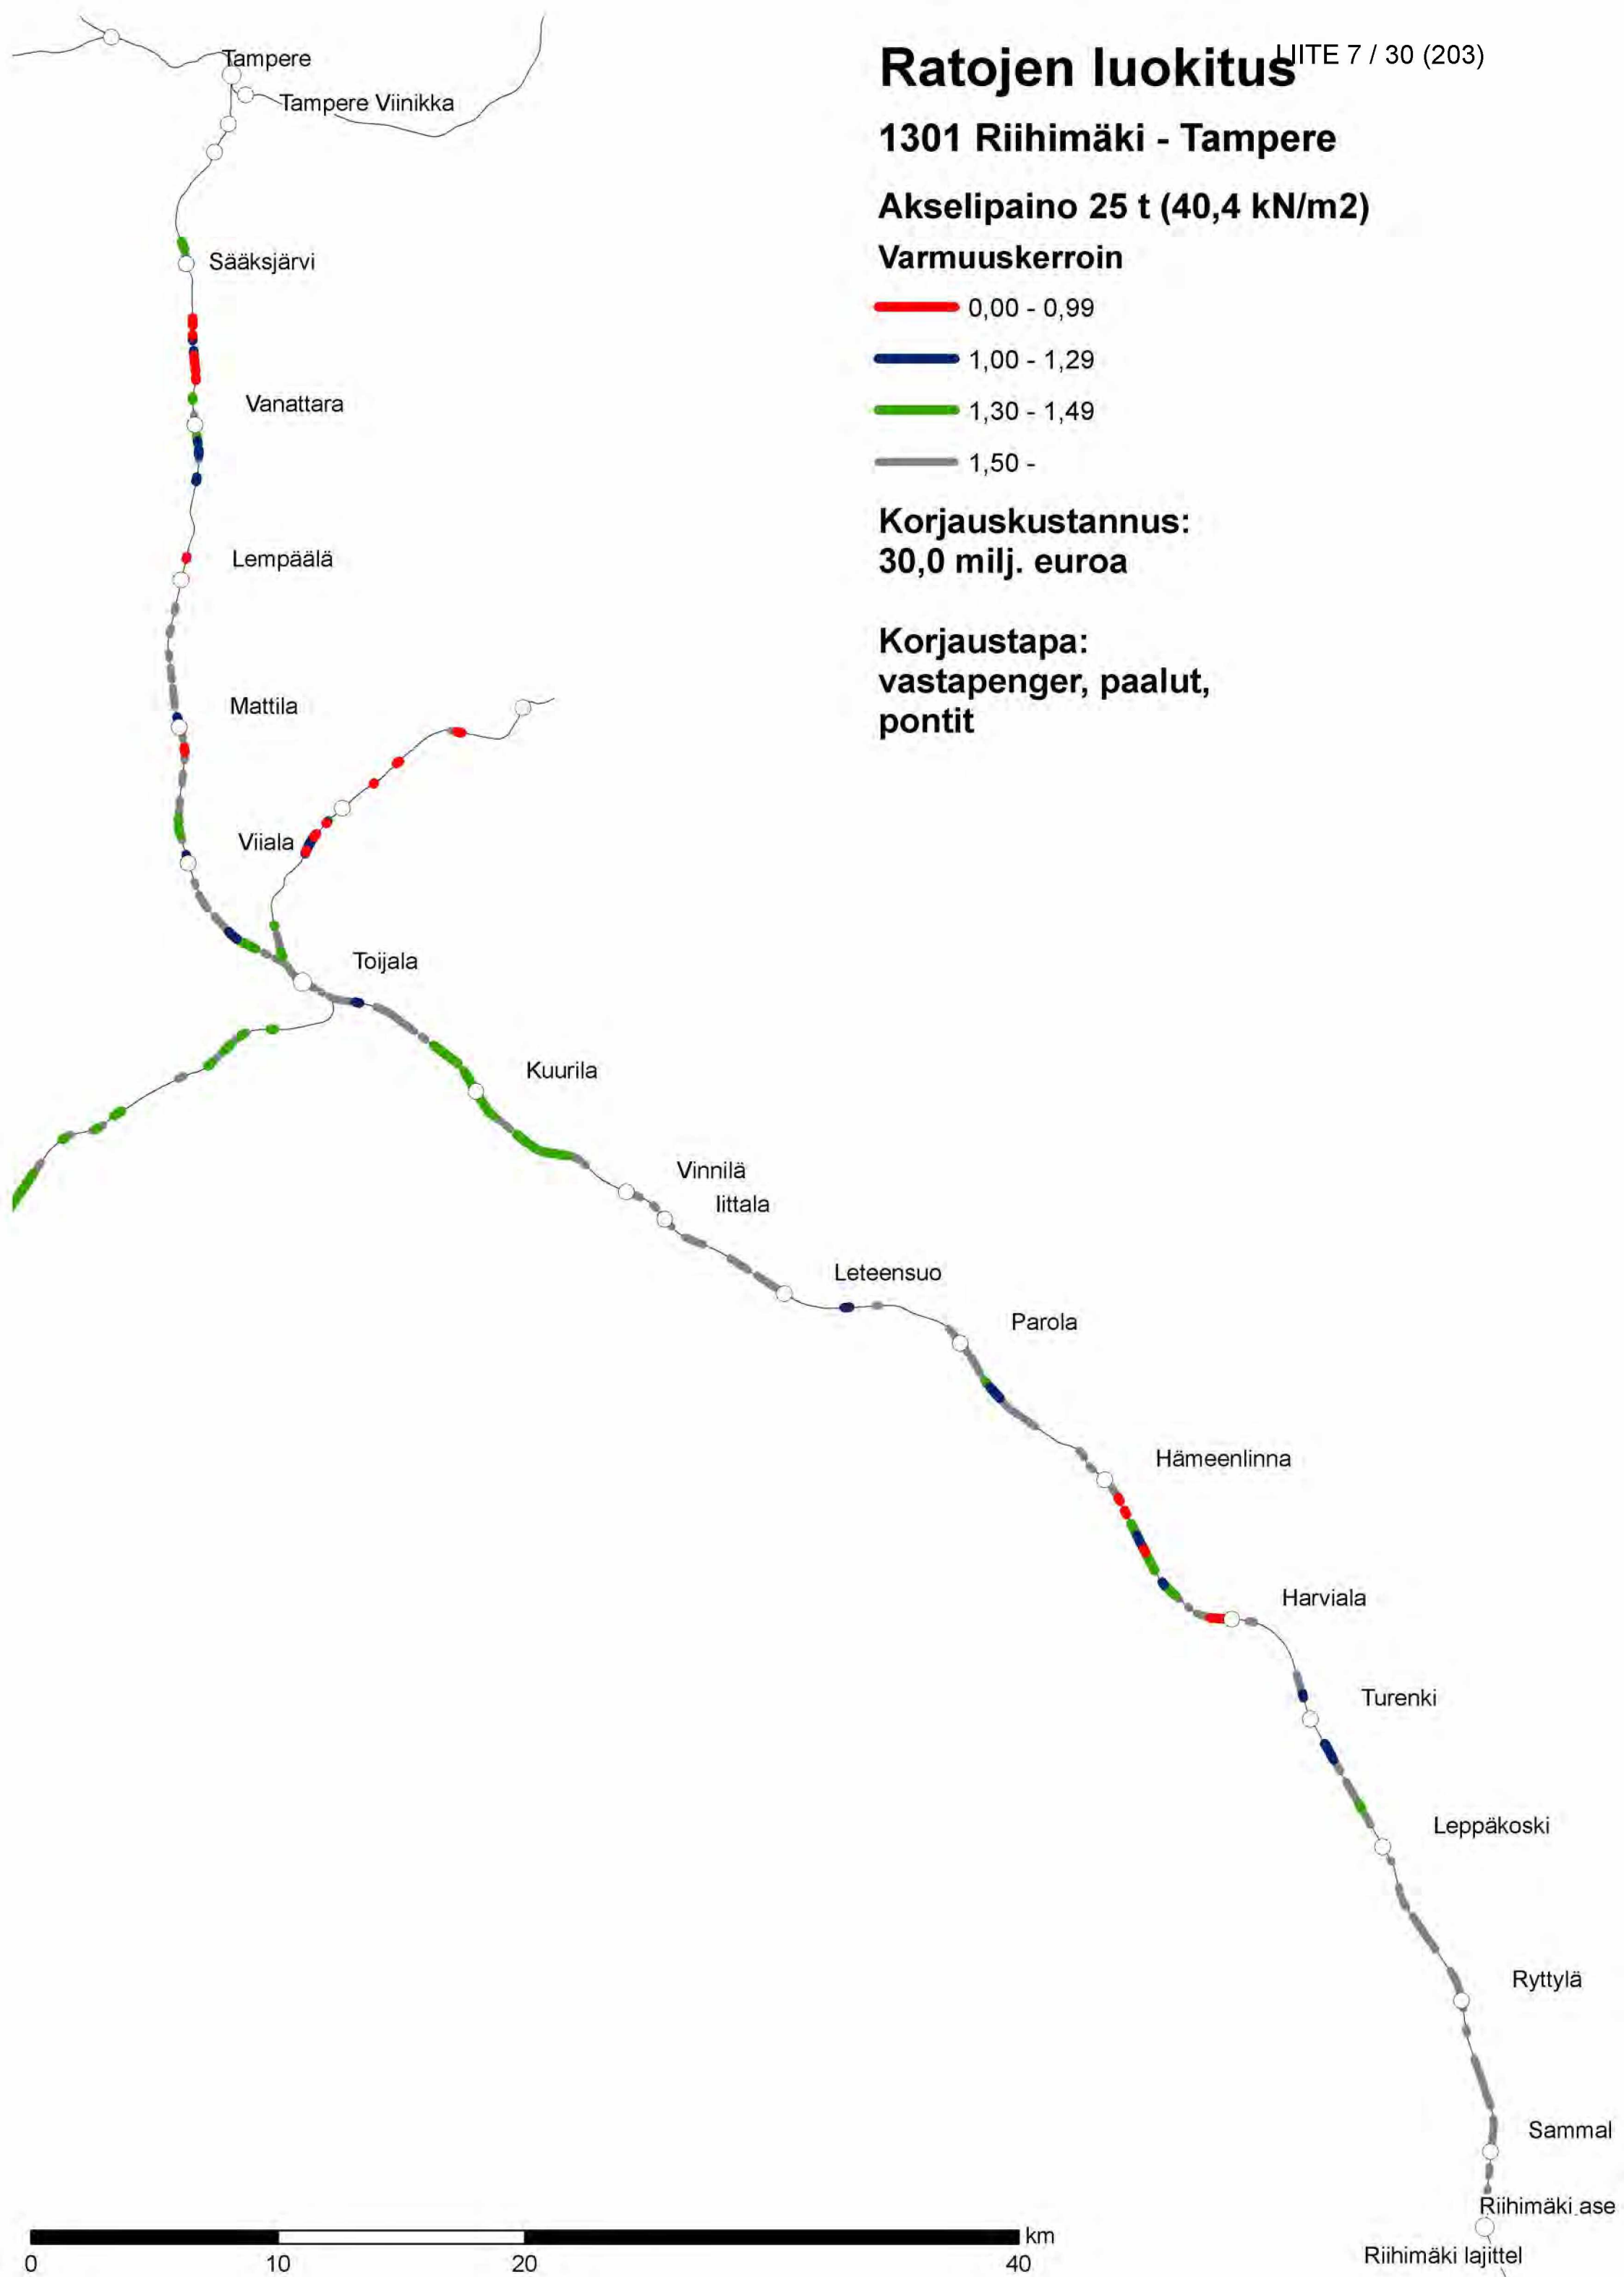 LIITE 7 / 30 (203)
Ratojen luokitus
1301 Riihimäki - Tampere
Akselipaino 25 t (40,4 kN/m2)
Varmuuskerroin
0,00 - 0,99
1,00 - 1,29
1,30 - 1,49
1,50 -
Korjauskustannus:
30,0 milj. euroa
Korjaustapa:
vastapenger, paalut,
pontit
Tampere
Tampere Viinikka
Sääksjärvi
Vanattara
Lempäälä
Mattila
Viiala
Toijala
Kuurila
Vinnilä
Iittala
Leteensuo
Parola
Hämeenlinna
Harviala
Turenki
Leppäkoski
Ryttylä
Sammal
Riihimäki ase
Riihimäki lajittel
km
0 10 20 40